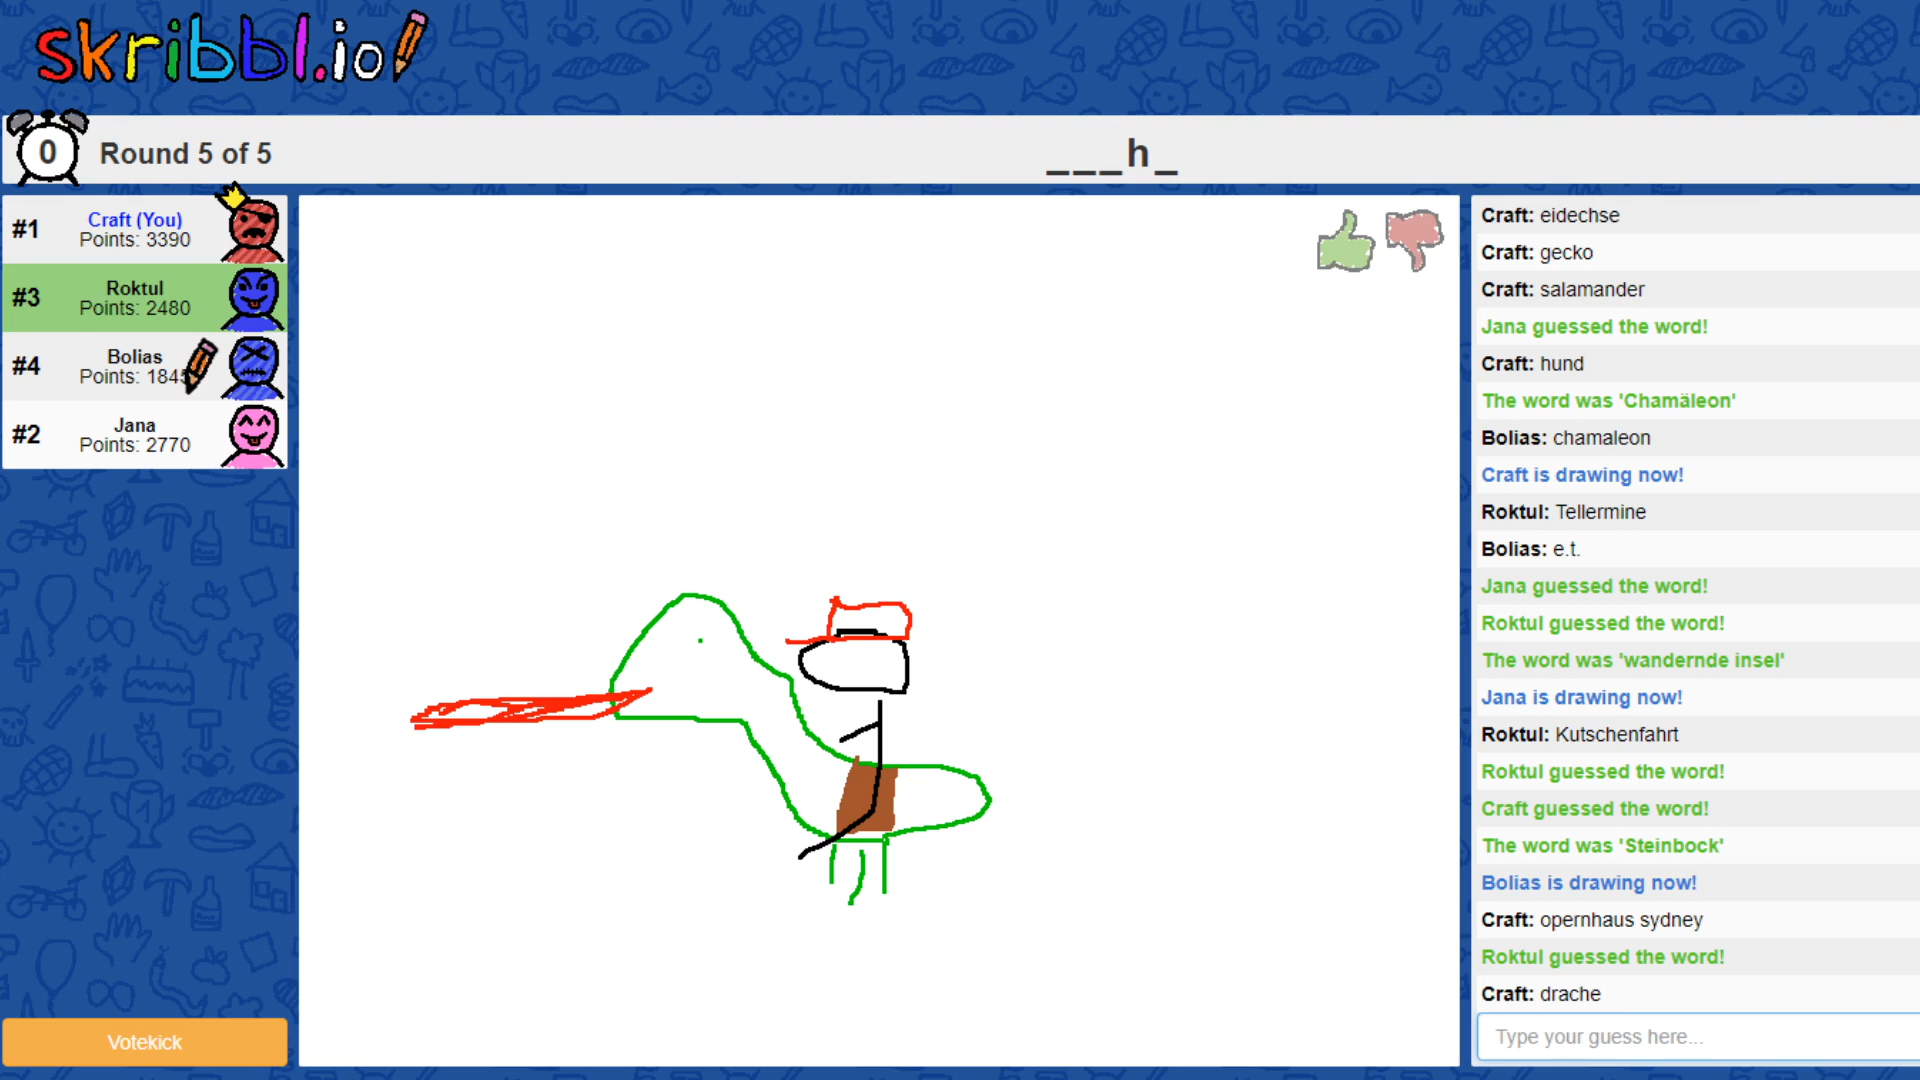 skribbl.io
0
Round 5 of 5
___h_
#1
Craft (You)
Points: 3390
#3
Roktul
Points: 2480
#4
Bolias
Points: 1845
#2
Jana
Points: 2770
Votekick
Craft: eidechse
Craft: gecko
Craft: salamander
Jana guessed the word!
Craft: hund
The word was 'Chamäleon'
Bolias: chamaleon
Craft is drawing now!
Roktul: Tellermine
Bolias: e.t.
Jana guessed the word!
Roktul guessed the word!
The word was 'wandernde insel'
Jana is drawing now!
Roktul: Kutschenfahrt
Roktul guessed the word!
Craft guessed the word!
The word was 'Steinbock'
Bolias is drawing now!
Craft: opernhaus sydney
Roktul guessed the word!
Craft: drache
Type your guess here...